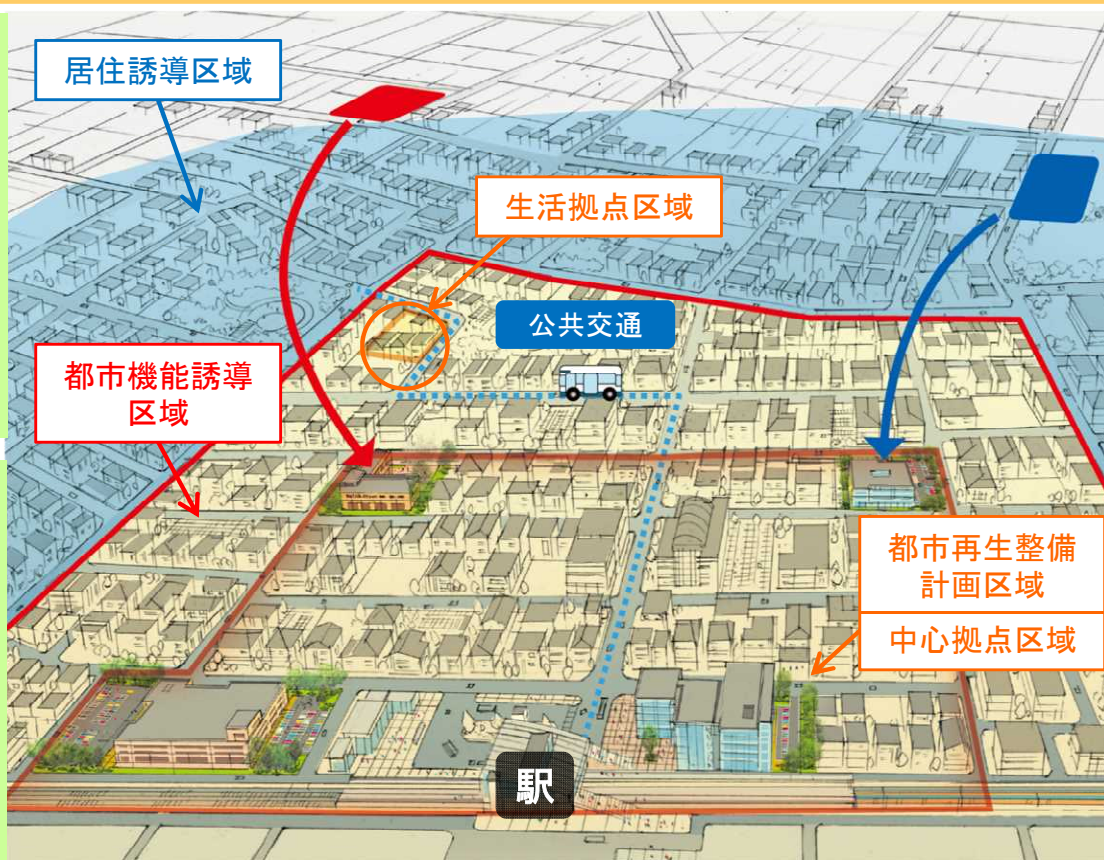 居住誘導区域
生活拠点区域
公共交通
都市機能誘導
区域
都市再生整備
計画区域
中心拠点区域
駅